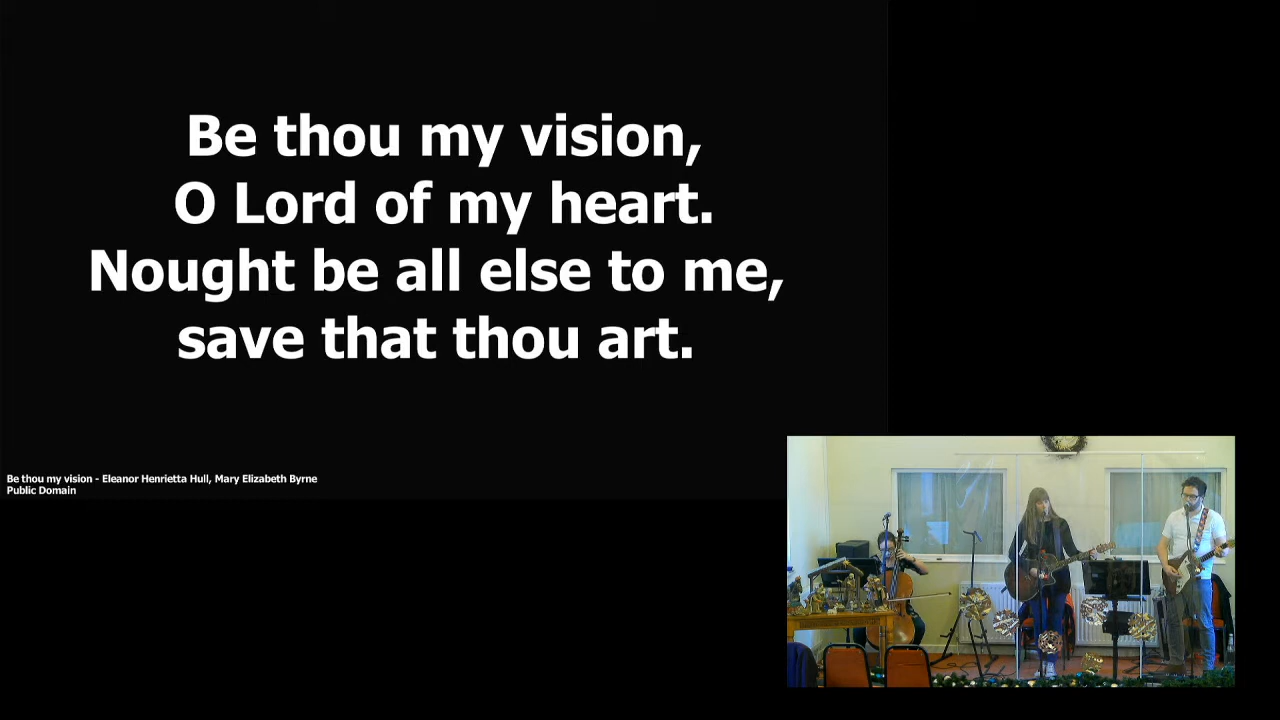 Be thou my vision,
O Lord of my heart.
Nought be all else to me,
save that thou art.
Be thou my vision - Eleanor Henrietta Hull, Mary Elizabeth Byrne
Public Domain